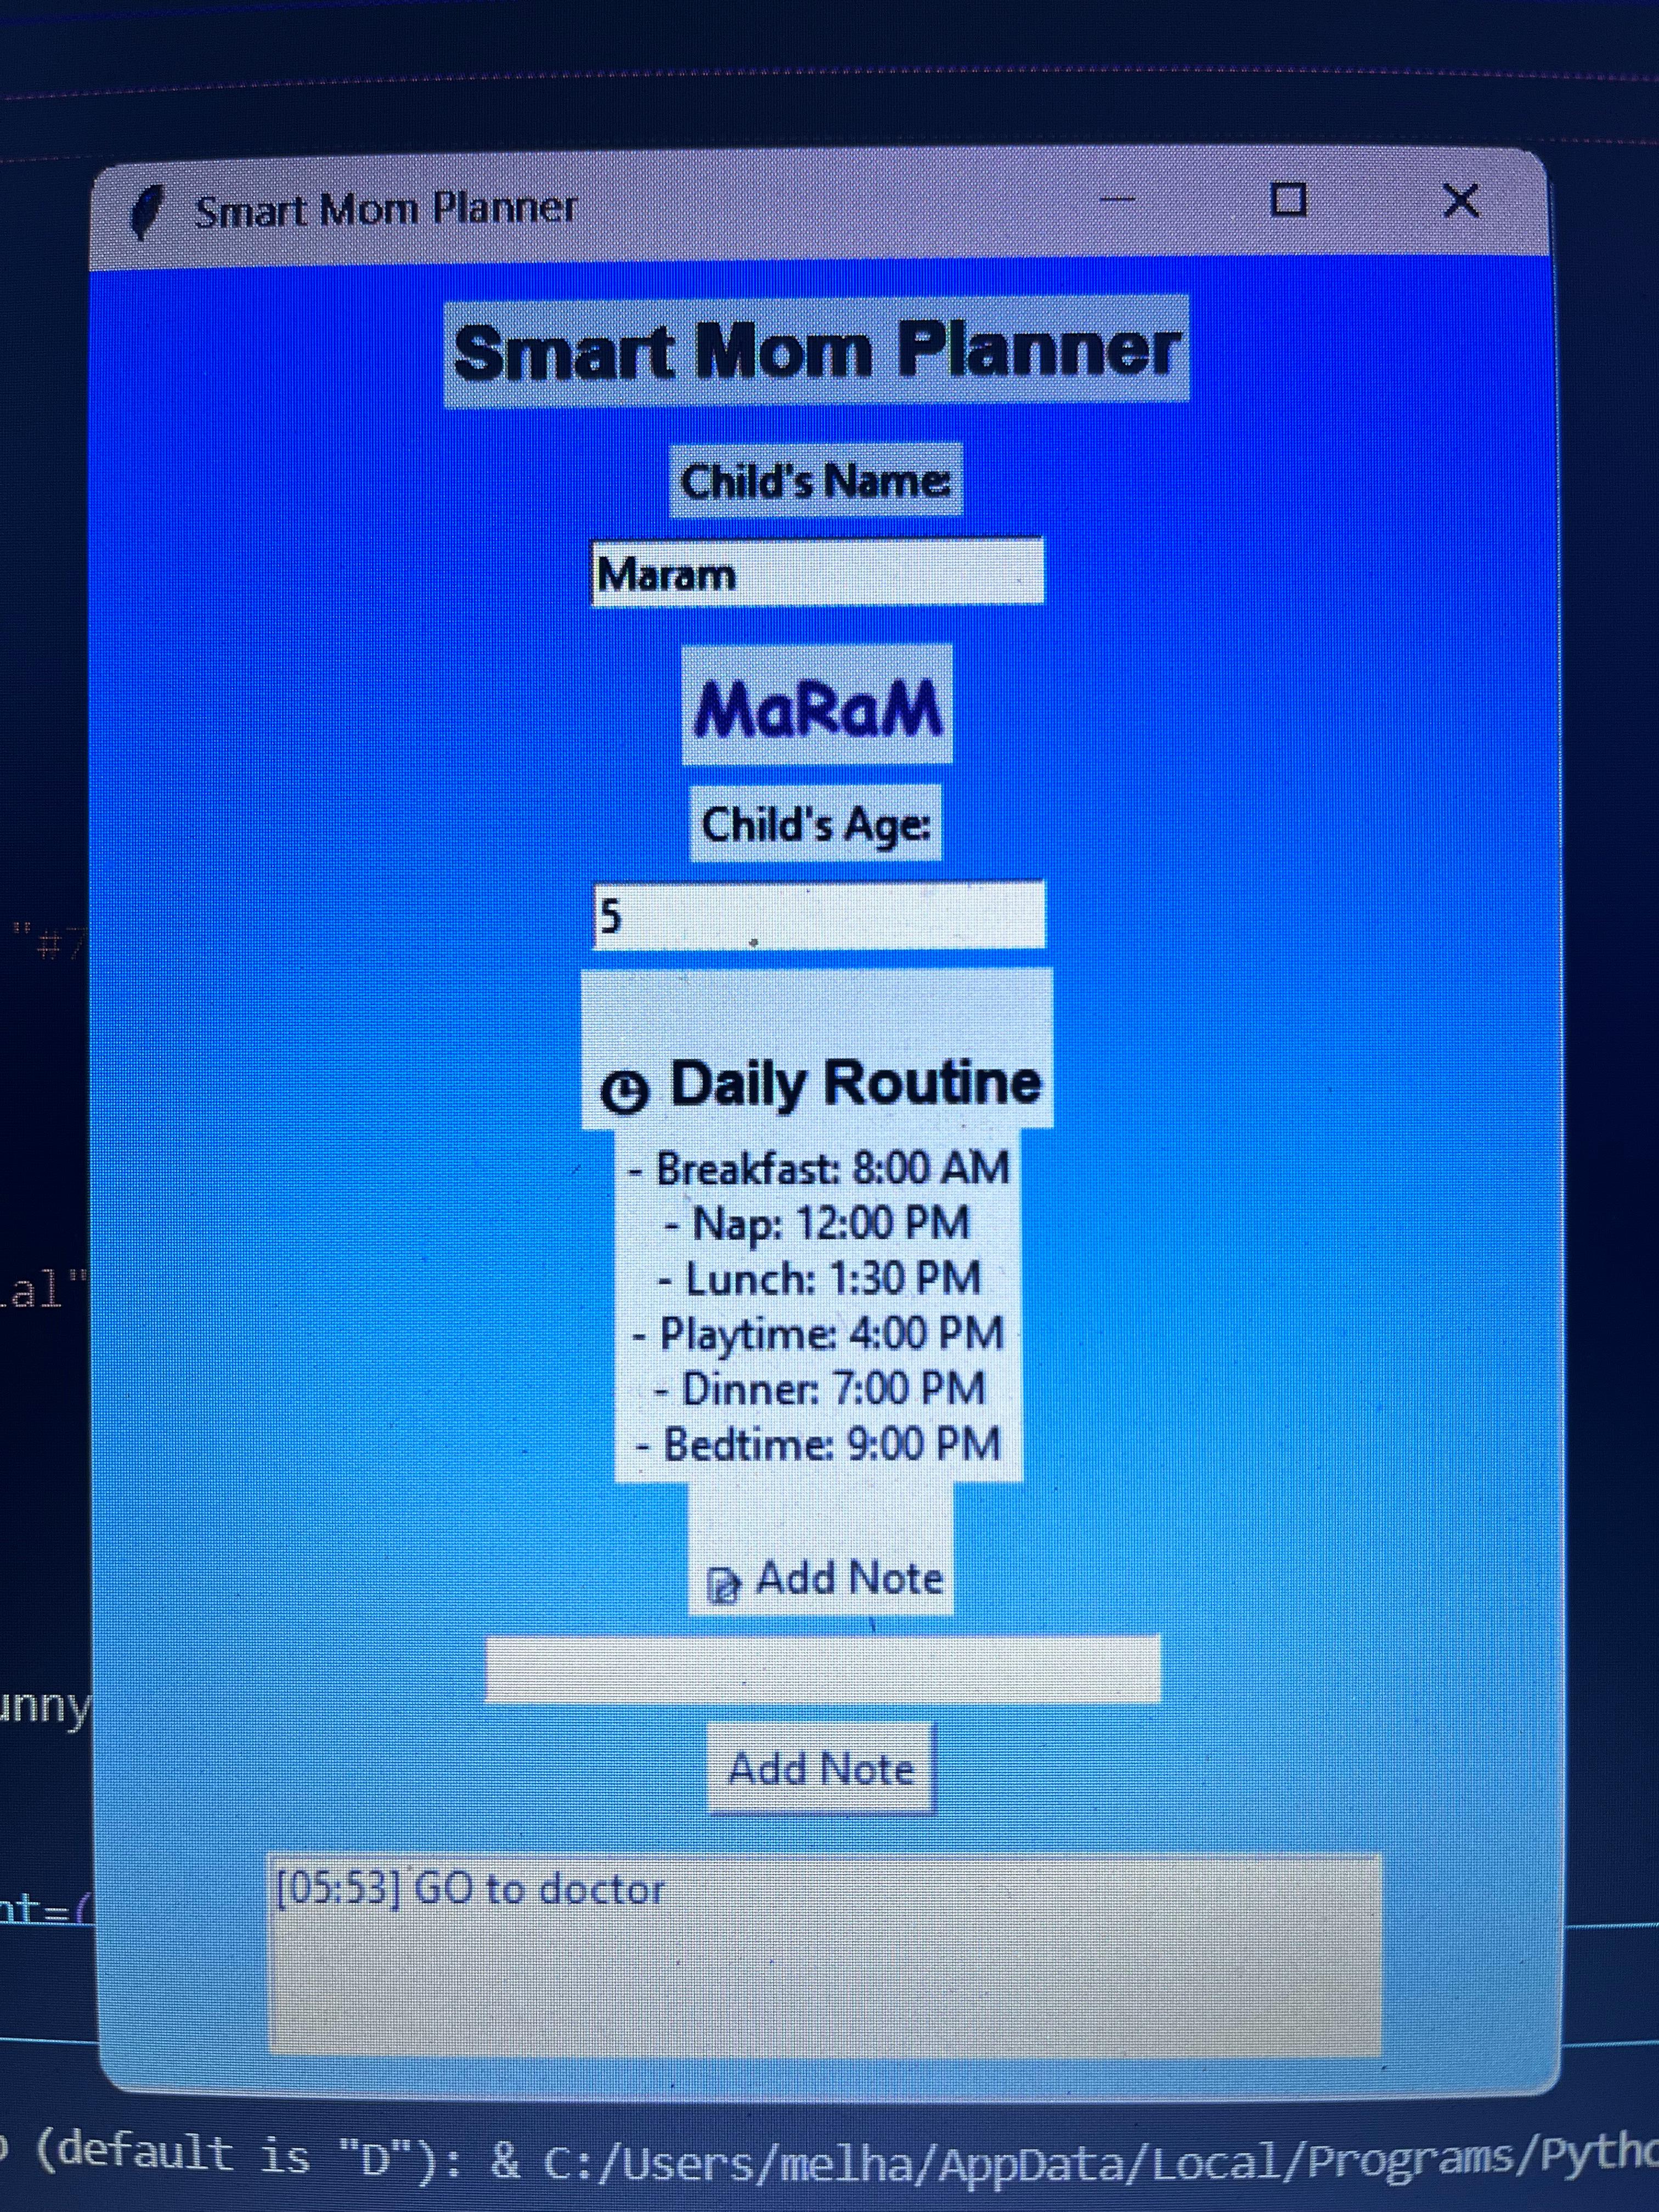 Smart Mom Planner
Smart Mom Planner
Child's Name:
Maram
MaRaM
Child's Age:
5
"#7
Daily Routine
- Breakfast: 8:00 AM
- Nap: 12:00 PM
- Lunch: 1:30 PM
al"
- Playtime: 4:00 PM
- Dinner: 7:00 PM
- Bedtime: 9:00 PM
Add Note
unny
Add Note
[05:53] GO to doctor
nt=(
(default is "D"): & C:/Users/melha/AppData/Local/Programs/Pytho